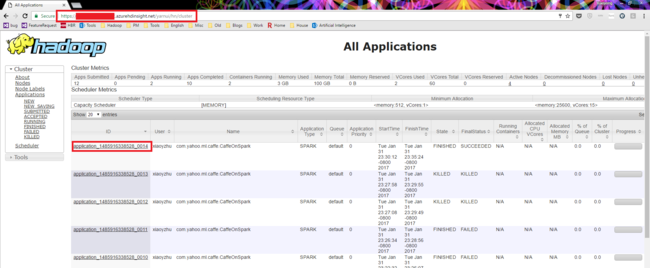 All Applications
Secure https:// .azurehdinsight.net/yarnui/hn/cluster
Apps bug FeatureRequest HBR Tools Hadoop PM Tools Excel Misc Old Blogs Work Home House Artificial Intelligence
hadoop
All Applications
Cluster
About
Nodes
Node Labels
Applications
NEW
NEW_SAVING
SUBMITTED
ACCEPTED
RUNNING
FINISHED
FAILED
KILLED
Scheduler
Tools
Cluster Metrics
Apps Submitted Apps Pending Apps Running Apps Completed Containers Running Memory Used Memory Total Memory Reserved VCores Used VCores Total VCores Reserved Active Nodes Decommissioned Nodes Lost Nodes
12 0 2 10 2 3 GB 100 GB 0 B 2 60 0 4 0 0
Scheduler Metrics
Scheduler Type Scheduling Resource Type Minimum Allocation Maximum Allocation
Capacity Scheduler [MEMORY] <memory:512, vCores:1> <memory:25600, vCores:15>
Show 20 entries
ID User Name Application Type Queue Application Priority StartTime FinishTime State FinalStatus Running Containers Allocated CPU VCores Allocated Memory MB % of Queue % of Cluster Progress
application_1485916338528_0014 xiaoyzhu com.yahoo.ml.caffe.CaffeOnSpark SPARK default 0 Tue Jan 31 23:30:12 -0800 2017 Tue Jan 31 23:35:24 -0800 2017 FINISHED SUCCEEDED N/A N/A N/A 0.0 0.0
application_1485916338528_0013 xiaoyzhu com.yahoo.ml.caffe.CaffeOnSpark SPARK default 0 Tue Jan 31 23:27:58 -0800 2017 Tue Jan 31 23:29:50 -0800 2017 KILLED KILLED N/A N/A N/A 0.0 0.0
application_1485916338528_0012 xiaoyzhu com.yahoo.ml.caffe.CaffeOnSpark SPARK default 0 Tue Jan 31 23:27:08 -0800 2017 Tue Jan 31 23:29:49 -0800 2017 KILLED KILLED N/A N/A N/A 0.0 0.0
application_1485916338528_0011 xiaoyzhu com.yahoo.ml.caffe.CaffeOnSpark SPARK default 0 Tue Jan 31 23:26:34 -0800 2017 Tue Jan 31 23:28:56 -0800 2017 FINISHED FAILED N/A N/A N/A 0.0 0.0
application_1485916338528_0010 xiaoyzhu com.yahoo.ml.caffe.CaffeOnSpark SPARK default 0 Tue Jan 31 Tue Jan 31 FINISHED FAILED N/A N/A N/A 0.0 0.0